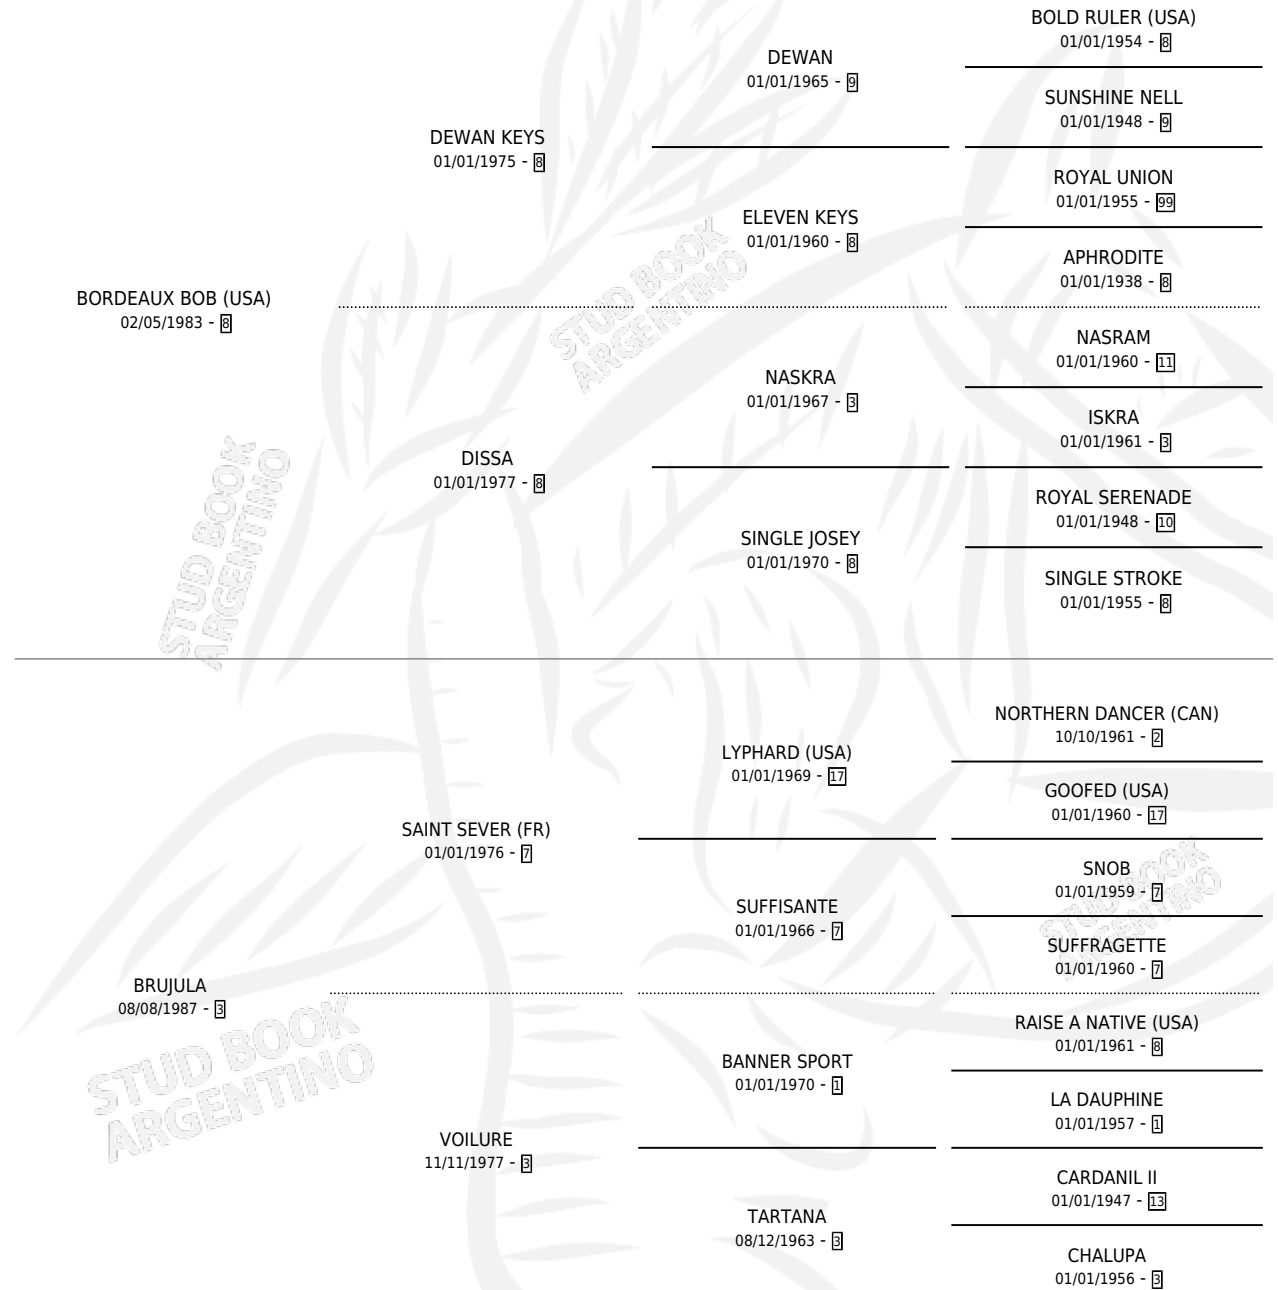 BOLD RULER (USA)
01/01/1954 - 8
DEWAN
01/01/1965 - 9
SUNSHINE NELL
01/01/1948 - 9
DEWAN KEYS
01/01/1975 - 8
ROYAL UNION
01/01/1955 - 99
ELEVEN KEYS
01/01/1960 - 8
APHRODITE
01/01/1938 - 8
BORDEAUX BOB (USA)
02/05/1983 - 8
STUD BOOK
ARGENTINO
NASRAM
01/01/1960 - 11
NASKRA
01/01/1967 - 3
ISKRA
01/01/1961 - 3
DISSA
01/01/1977 - 8
ROYAL SERENADE
01/01/1948 - 10
SINGLE JOSEY
01/01/1970 - 8
SINGLE STROKE
01/01/1955 - 8
STUD BOOK
ARGENTINO
NORTHERN DANCER (CAN)
10/10/1961 - 2
LYPHARD (USA)
01/01/1969 - 17
GOOFED (USA)
01/01/1960 - 17
SAINT SEVER (FR)
01/01/1976 - 7
SNOB
01/01/1959 - 7
SUFFISANTE
01/01/1966 - 7
STUD BOOK
ARGENTINO
SUFFRAGETTE
01/01/1960 - 7
BRUJULA
08/08/1987 - 3
RAISE A NATIVE (USA)
01/01/1961 - 8
BANNER SPORT
01/01/1970 - 1
STUD BOOK
ARGENTINO
LA DAUPHINE
01/01/1957 - 1
VOILURE
11/11/1977 - 3
CARDANIL II
01/01/1947 - 13
TARTANA
08/12/1963 - 3
CHALUPA
01/01/1956 - 3